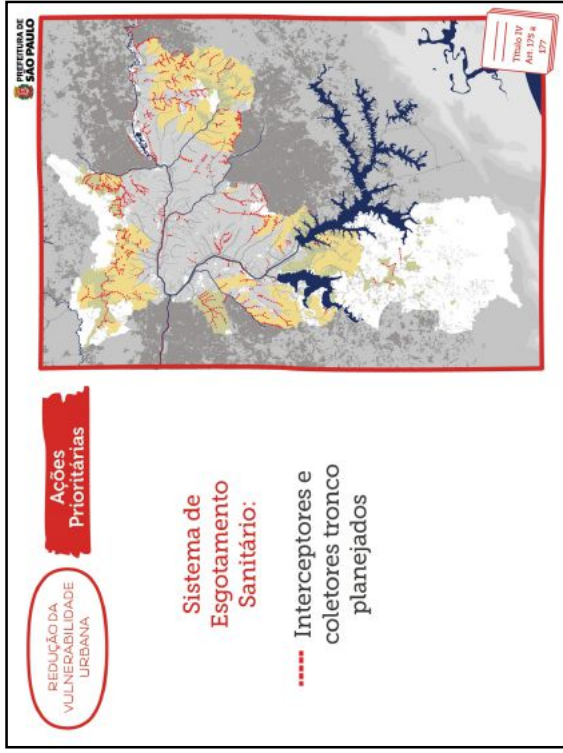 REDUÇÃO DA
VULNERABILIDADE
URBANA
Ações
Prioritárias
Sistema de
Esgotamento
Sanitário:
Interceptores e
coletores tronco
planejados
PREFEITURA DE
SÃO PAULO
Título IV
Art. 175 a
177